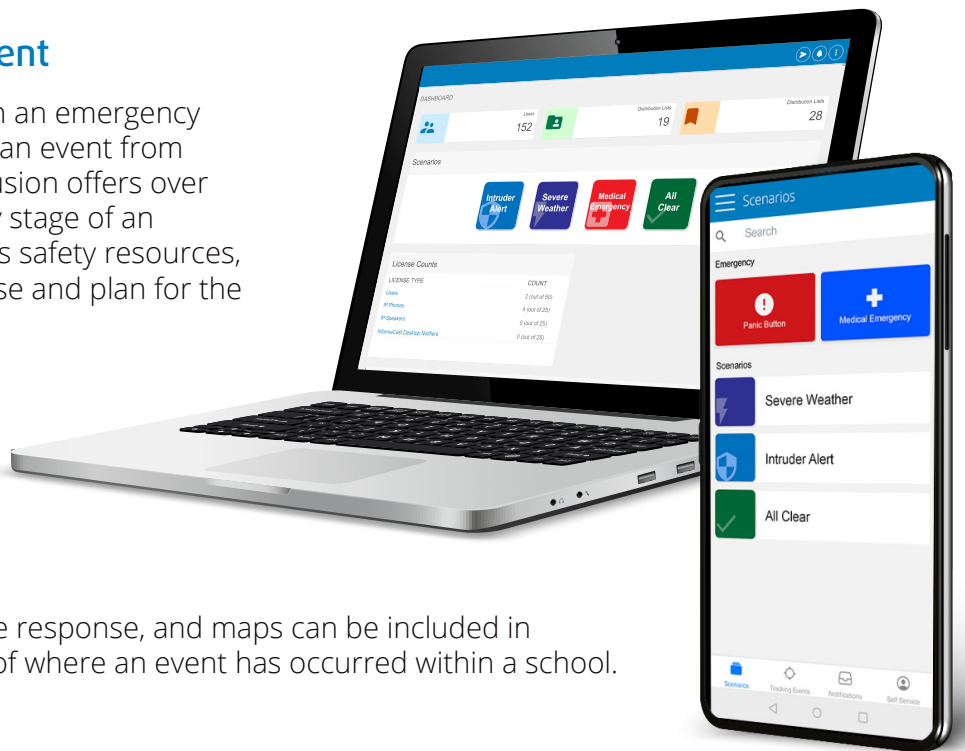 ent
n an emergency
an event from
usion offers over
y stage of an
s safety resources,
se and plan for the
DASHBOARD
Users
152
Distribution Lists
19
Distribution Lists
28
Scenarios
Intruder
Alert
Severe
Weather
Medical
Emergency
All
Clear
License Counts
LICENSE TYPE COUNT
Users 2 (out of 50)
IP Phones 4 (out of 25)
IP Speakers 0 (out of 25)
InformaCast Desktop Notifiers 0 (out of 25)
Scenarios
Search
Emergency
Panic Button
Medical Emergency
Scenarios
Severe Weather
Intruder Alert
All Clear
Scenarios Tracking Events Notifications Self Service
e response, and maps can be included in
of where an event has occurred within a school.